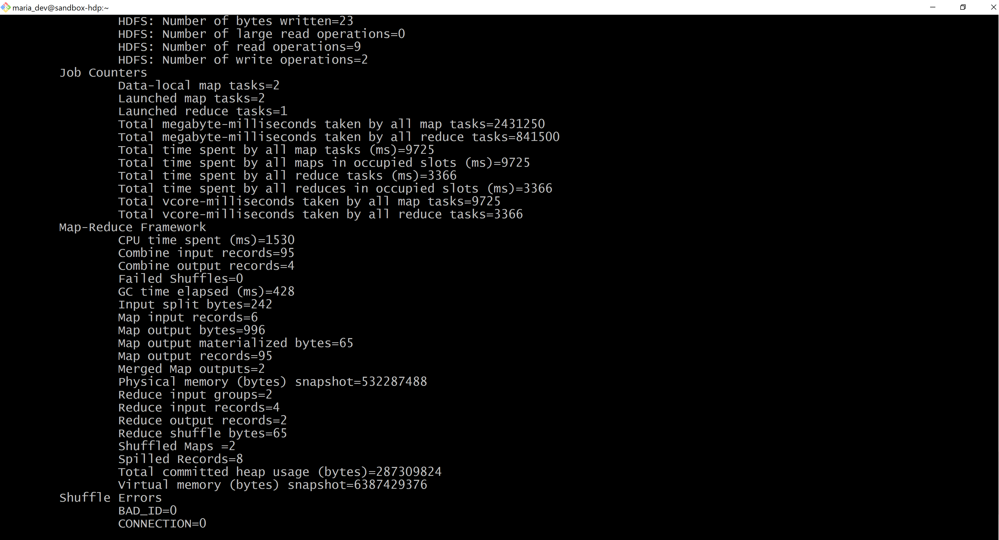 maria_dev@sandbox-hdp:~
HDFS: Number of bytes written=23
HDFS: Number of large read operations=0
HDFS: Number of read operations=9
HDFS: Number of write operations=2
Job Counters
Data-local map tasks=2
Launched map tasks=2
Launched reduce tasks=1
Total megabyte-milliseconds taken by all map tasks=2431250
Total megabyte-milliseconds taken by all reduce tasks=841500
Total time spent by all map tasks (ms)=9725
Total time spent by all maps in occupied slots (ms)=9725
Total time spent by all reduce tasks (ms)=3366
Total time spent by all reduces in occupied slots (ms)=3366
Total vcore-milliseconds taken by all map tasks=9725
Total vcore-milliseconds taken by all reduce tasks=3366
Map-Reduce Framework
CPU time spent (ms)=1530
Combine input records=95
Combine output records=4
Failed Shuffles=0
GC time elapsed (ms)=428
Input split bytes=242
Map input records=6
Map output bytes=996
Map output materialized bytes=65
Map output records=95
Merged Map outputs=2
Physical memory (bytes) snapshot=532287488
Reduce input groups=2
Reduce input records=4
Reduce output records=2
Reduce shuffle bytes=65
Shuffled Maps =2
Spilled Records=8
Total committed heap usage (bytes)=287309824
Virtual memory (bytes) snapshot=6387429376
Shuffle Errors
BAD_ID=0
CONNECTION=0